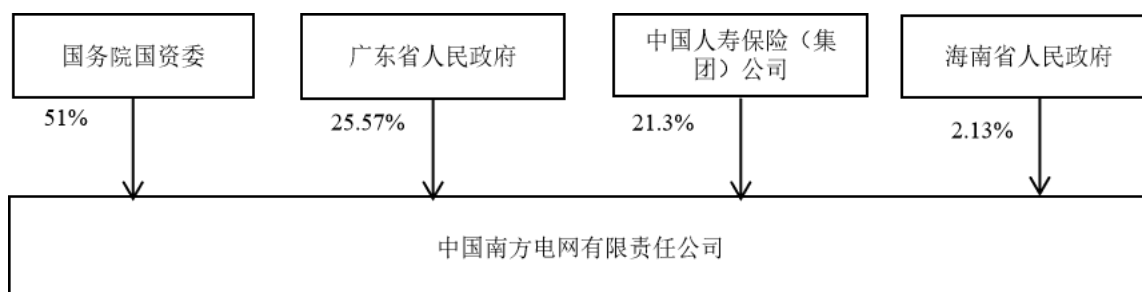 国务院国资委
广东省人民政府
中国人寿保险（集
团）公司
海南省人民政府
51%
25.57%
21.3%
2.13%
中国南方电网有限责任公司